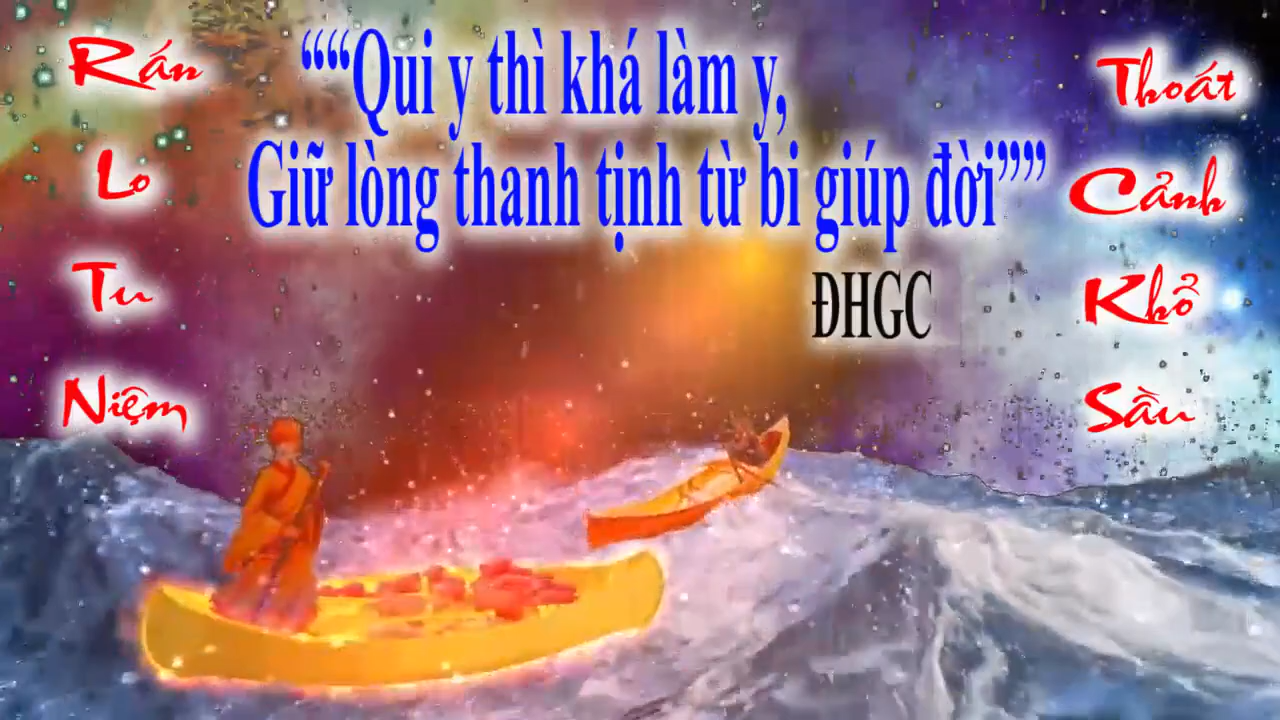 Rấn
Lo
Tu
Niệm
““Qui y thì khá làm y,
Giữ lòng thanh tịnh từ bi giúp đời””
ĐHGC
Thoát
Cảnh
Khổ
Sầu